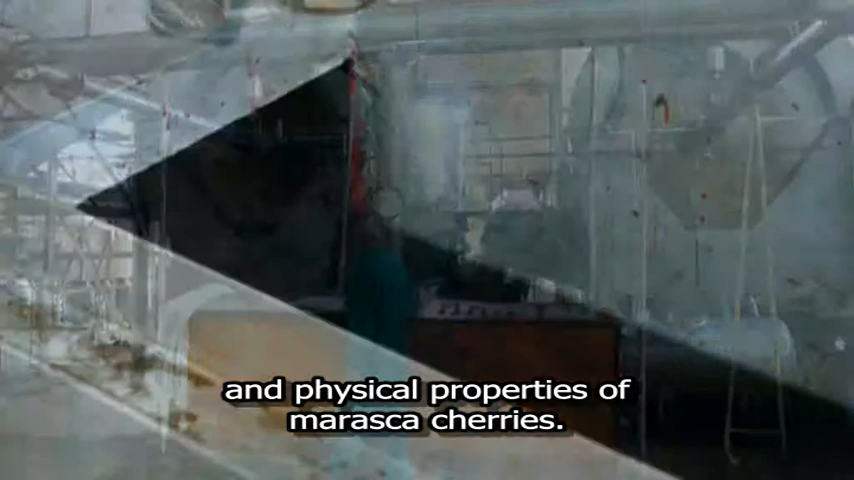 and physical properties of
marasca cherries.